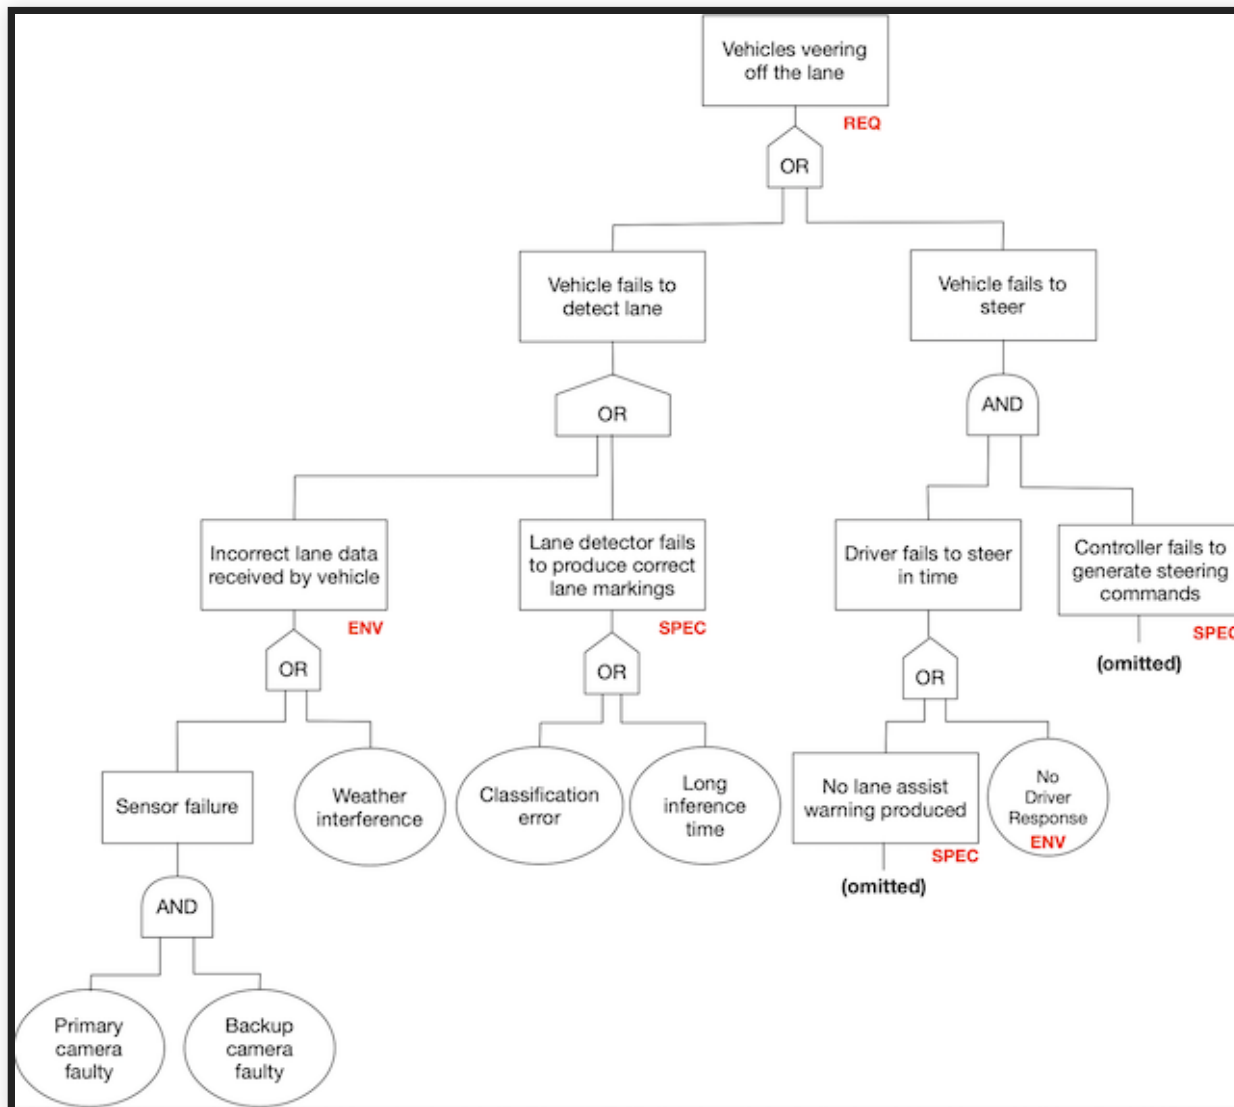 Vehicles veering
off the lane
REQ
OR
Vehicle fails to
detect lane
Vehicle fails to
steer
OR
AND
Incorrect lane data
received by vehicle
ENV
Lane detector fails
to produce correct
lane markings
SPEC
Driver fails to steer
in time
Controller fails to
generate steering
commands
SPEC
(omitted)
OR
OR
OR
Sensor failure
Weather
interference
Classification
error
Long
inference
time
No lane assist
warning produced
SPEC
(omitted)
No
Driver
Response
ENV
AND
Primary
camera
faulty
Backup
camera
faulty